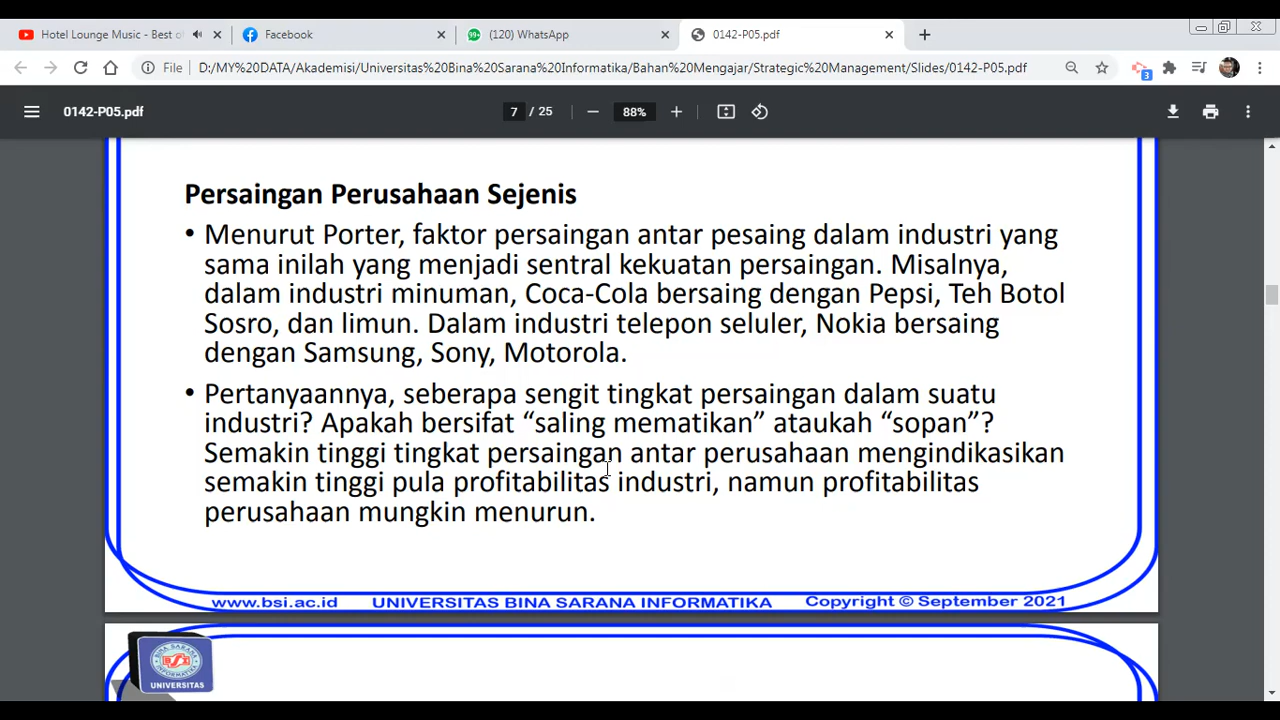 Hotel Lounge Music - Best o
Facebook
99+ (120) WhatsApp
0142-P05.pdf
File D:/MY%20DATA/Akademisi/Universitas%20Bina%20Sarana%20Informatika/Bahan%20Mengajar/Strategic%20Management/Slides/0142-P05.pdf
3
0142-P05.pdf
7 / 25
88%
Persaingan Perusahaan Sejenis
• Menurut Porter, faktor persaingan antar pesaing dalam industri yang
sama inilah yang menjadi sentral kekuatan persaingan. Misalnya,
dalam industri minuman, Coca-Cola bersaing dengan Pepsi, Teh Botol
Sosro, dan limun. Dalam industri telepon seluler, Nokia bersaing
dengan Samsung, Sony, Motorola.
• Pertanyaannya, seberapa sengit tingkat persaingan dalam suatu
industri? Apakah bersifat “saling mematikan” ataukah “sopan”?
Semakin tinggi tingkat persaingan antar perusahaan mengindikasikan
semakin tinggi pula profitabilitas industri, namun profitabilitas
perusahaan mungkin menurun.
www.bsi.ac.id UNIVERSITAS BINA SARANA INFORMATIKA Copyright © September 2021
BINA SARANA
BSI
INFORMATIKA
UNIVERSITAS